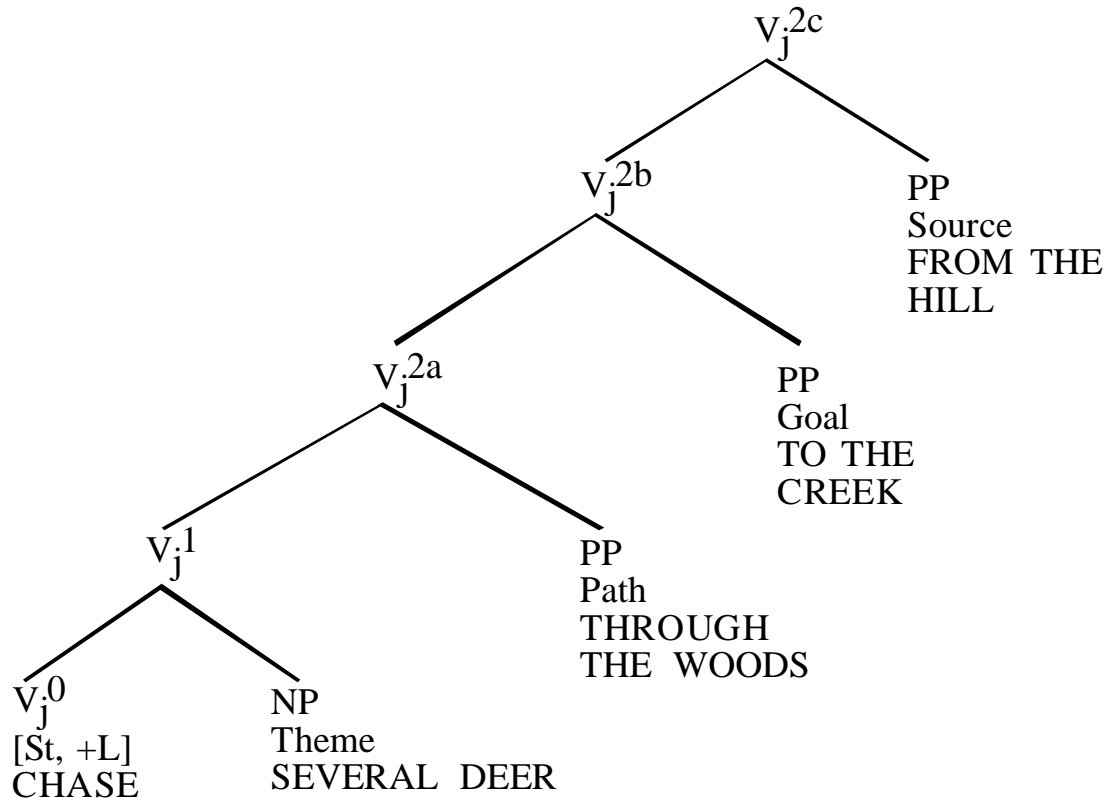 V_j^2c
V_j^2b
PP
Source
FROM THE
HILL
V_j^2a
PP
Goal
TO THE
CREEK
V_j^1
PP
Path
THROUGH
THE WOODS
V_j^0
[St, +L]
CHASE
NP
Theme
SEVERAL DEER